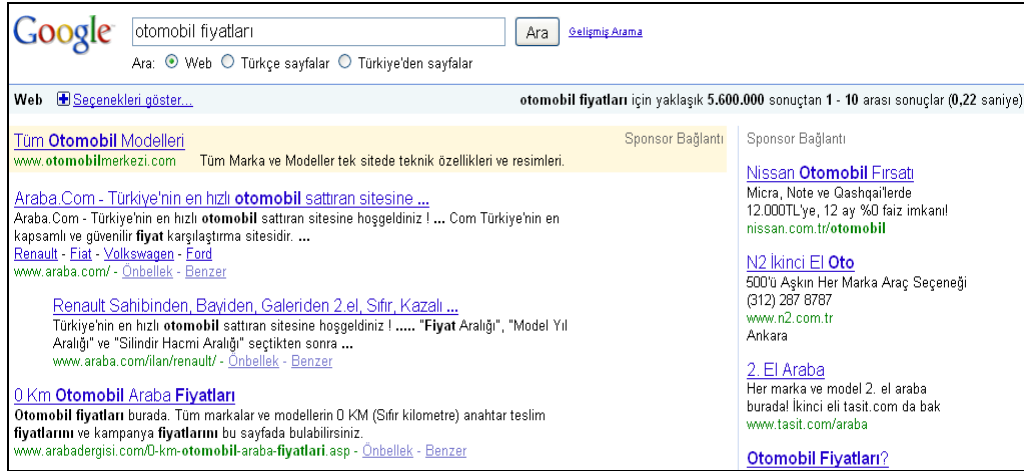 Google otomobil fiyatları Ara Gelişmiş Arama
Ara: Web Türkçe sayfalar Türkiye'den sayfalar
Web Seçenekleri göster... otomobil fiyatları için yaklaşık 5.600.000 sonuçtan 1 - 10 arası sonuçlar (0,22 saniye)
Tüm Otomobil Modelleri Sponsor Bağlantı
www.otomobilmerkezi.com Tüm Marka ve Modeller tek sitede teknik özellikleri ve resimleri.
Araba.Com - Türkiye'nin en hızlı otomobil sattıran sitesine ...
Araba.Com - Türkiye'nin en hızlı otomobil sattıran sitesine hoşgeldiniz ! ... Com Türkiye'nin en
kapsamlı ve güvenilir fiyat karşılaştırma sitesidir. ...
Renault - Fiat - Volkswagen - Ford
www.araba.com/ - Önbellek - Benzer
Renault Sahibinden, Bayiden, Galeriden 2.el, Sıfır, Kazalı ...
Türkiye'nin en hızlı otomobil sattıran sitesine hoşgeldiniz ! ..... "Fiyat Aralığı", "Model Yıl
Aralığı" ve "Silindir Hacmi Aralığı" seçtikten sonra ...
www.araba.com/ilan/renault/ - Önbellek - Benzer
0 Km Otomobil Araba Fiyatları
Otomobil fiyatları burada. Tüm markalar ve modellerin 0 KM (Sıfır kilometre) anahtar teslim
fiyatlarını ve kampanya fiyatlarını bu sayfada bulabilirsiniz.
www.arabadergisi.com/0-km-otomobil-araba-fiyatlari.asp - Önbellek - Benzer
Sponsor Bağlantı
Nissan Otomobil Fırsatı
Micra, Note ve Qashqai'lerde
12.000TL'ye, 12 ay %0 faiz imkanı!
nissan.com.tr/otomobil
N2 İkinci El Oto
500'ü Aşkın Her Marka Araç Seçeneği
(312) 287 8787
www.n2.com.tr
Ankara
2. El Araba
Her marka ve model 2. el araba
burada! İkinci eli tasit.com da bak
www.tasit.com/araba
Otomobil Fiyatları?